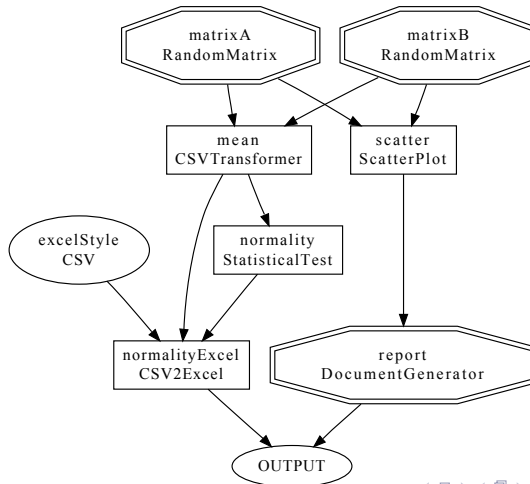 matrixA
RandomMatrix
matrixB
RandomMatrix
mean
CSVTransformer
scatter
ScatterPlot
excelStyle
CSV
normality
StatisticalTest
normalityExcel
CSV2Excel
report
DocumentGenerator
OUTPUT